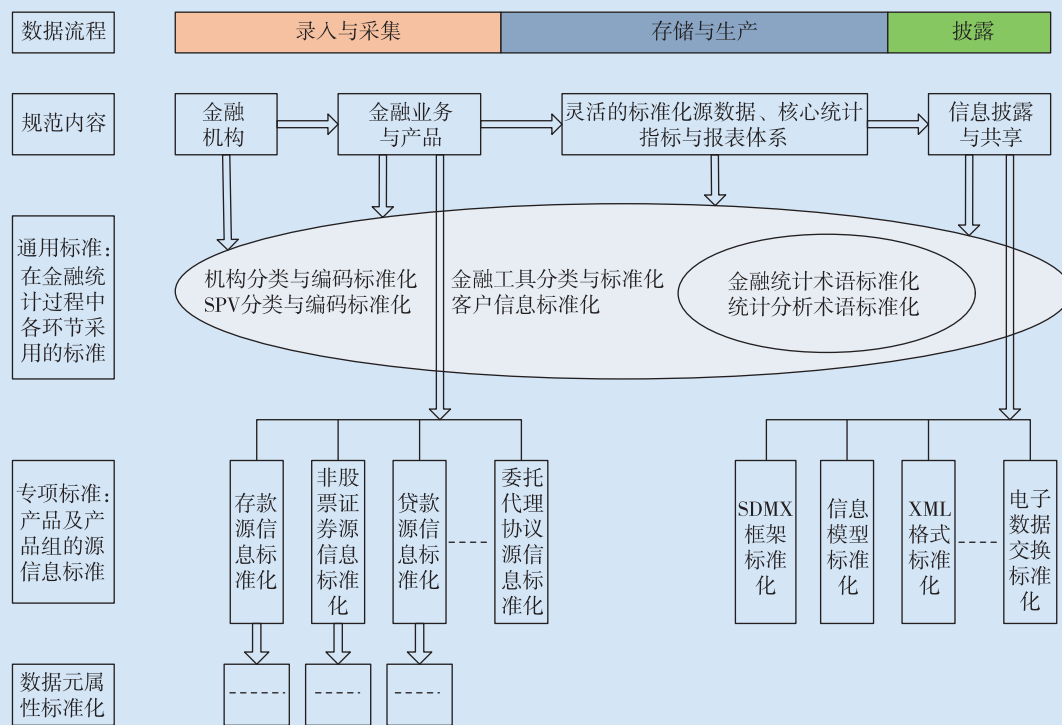 数据流程
录入与采集
存储与生产
披露
规范内容
金融
机构
金融业务
与产品
灵活的标准化源数据、核心统计
指标与报表体系
信息披露
与共享
通用标准:
在金融统
计过程中
各环节采
用的标准
机构分类与编码标准化
SPV分类与编码标准化
金融工具分类与标准化
客户信息标准化
金融统计术语标准化
统计分析术语标准化
专项标准:
产品及产
品组的源
信息标准
存款
源信
息标
准化
非股
票证
券源
信息
标准
化
贷款
源信
息标
准化
委托
代理
协议
源信
息标
准化
SDMX
框架
标准
化
信息
模型
标准
化
XML
格式
标准
化
电子
数据
交换
标准
化
数据元属
性标准化